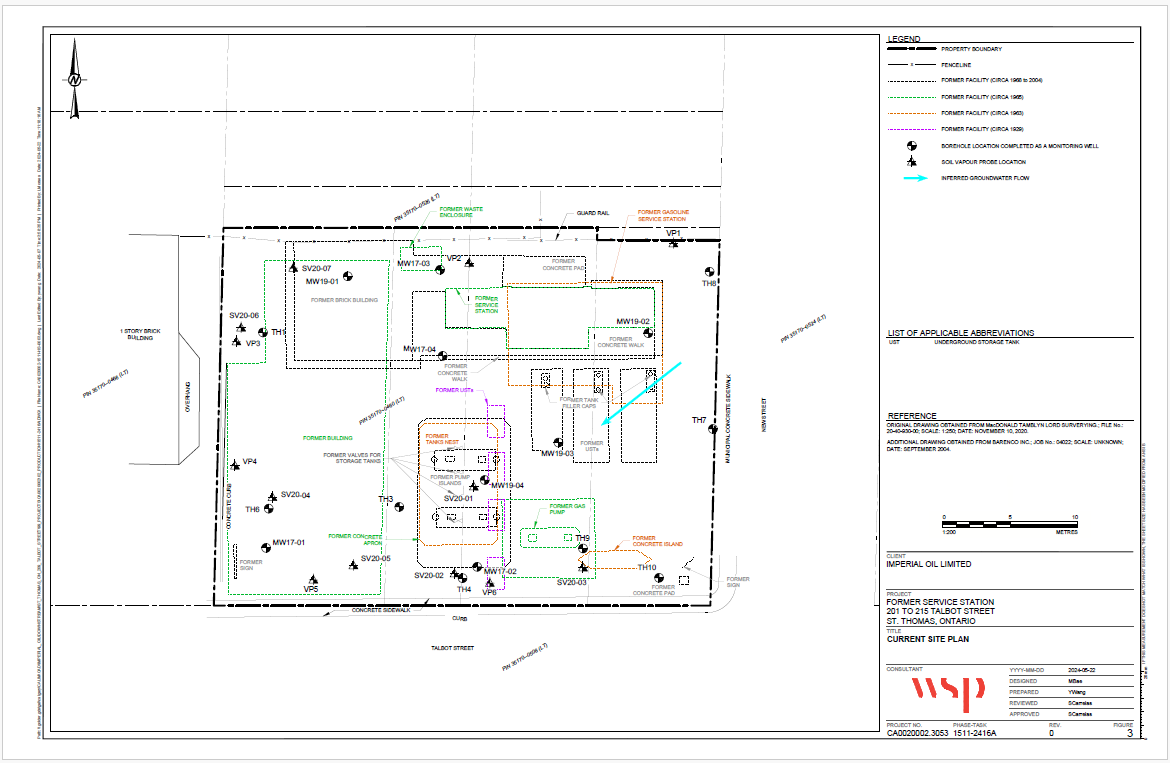 N
PIN 35170-0535 (LT)
FORMER WASTE
ENCLOSURE
GUARD RAIL
FORMER GASOLINE
SERVICE STATION
VP1
MW17-03
VP2
SV20-07
MW19-01
FORMER BRICK BUILDING
FORMER
CONCRETE PAD
TH8
FORMER
SERVICE
STATION
SV20-06
TH1
VP3
MW19-02
FORMER
CONCRETE WALK
1 STORY BRICK
BUILDING
MW17-04
FORMER
CONCRETE
WALK
OVERHANG
FORMER USTs
FORMER TANK
FILLER CAPS
MUNICIPAL CONCRETE SIDEWALK
NEW STREET
TH7
FORMER BUILDING
FORMER
TANKS NEST
FORMER VALVES FOR
STORAGE TANKS
FORMER
USTs
MW19-03
VP4
FORMER PUMP
ISLANDS
MW19-04
SV20-01
SV20-04
TH6
TH3
CONCRETE CURB
FORMER GAS
PUMP
MW17-01
FORMER CONCRETE
APRON
TH9
FORMER
CONCRETE ISLAND
FORMER
SIGN
SV20-05
SV20-02
MW17-02
TH10
VP5
TH4
VP6
SV20-03
FORMER
CONCRETE PAD
FORMER
SIGN
CONCRETE SIDEWALK
CURB
TALBOT STREET
LEGEND
PROPERTY BOUNDARY
FENCELINE
FORMER FACILITY (CIRCA 1968 to 2004)
FORMER FACILITY (CIRCA 1965)
FORMER FACILITY (CIRCA 1963)
FORMER FACILITY (CIRCA 1929)
BOREHOLE LOCATION COMPLETED AS A MONITORING WELL
SOIL VAPOUR PROBE LOCATION
INFERRED GROUNDWATER FLOW
LIST OF APPLICABLE ABBREVIATIONS
UST UNDERGROUND STORAGE TANK
REFERENCE
ORIGINAL DRAWING OBTAINED FROM MacDONALD TAMBLYN LORD SURVERYING.; FILE No.:
20-40-930-00; SCALE: 1:250; DATE: NOVEMBER 10, 2020.
ADDITIONAL DRAWING OBTAINED FROM BARENCO INC.; JOB No.: 04022; SCALE: UNKNOWN;
DATE: SEPTEMBER 2004.
0 5 10
1:200 METRES
CLIENT
IMPERIAL OIL LIMITED
PROJECT
FORMER SERVICE STATION
201 TO 215 TALBOT STREET
ST. THOMAS, ONTARIO
TITLE
CURRENT SITE PLAN
CONSULTANT
wsp
YYYY-MM-DD 2024-05-22
DESIGNED MBas
PREPARED YWang
REVIEWED SCarrelas
APPROVED SCarrelas
PROJECT NO. PHASE-TASK REV. FIGURE
CA0020002.3053 1511-2416A 0 3